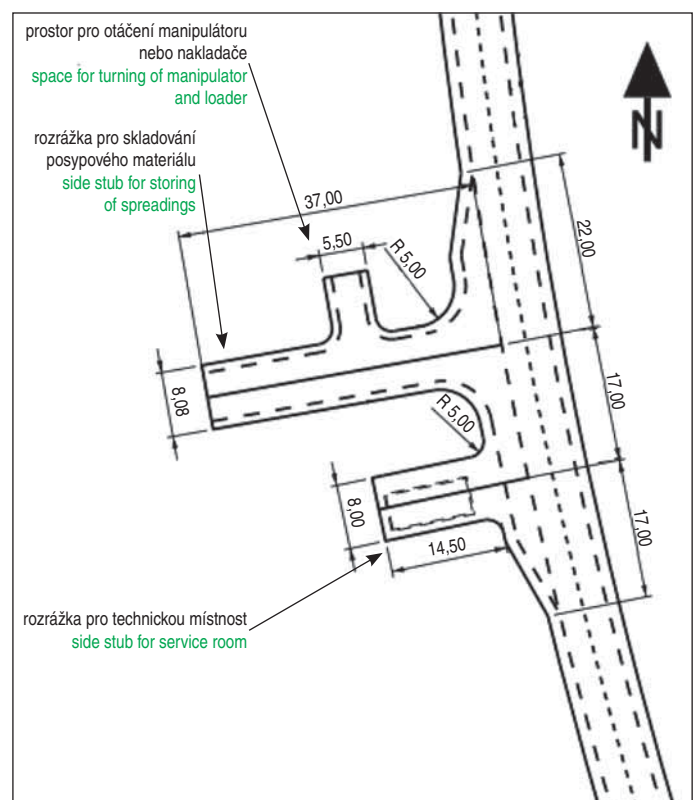 prostor pro otáčení manipulátoru
nebo nakladače
space for turning of manipulator
and loader
rozrážka pro skladování
posypového materiálu
side stub for storing
of spreadings
N
37,00
5,50
R 5,00
22,00
8,08
17,00
R 5,00
8,00
14,50
17,00
rozrážka pro technickou místnost
side stub for service room